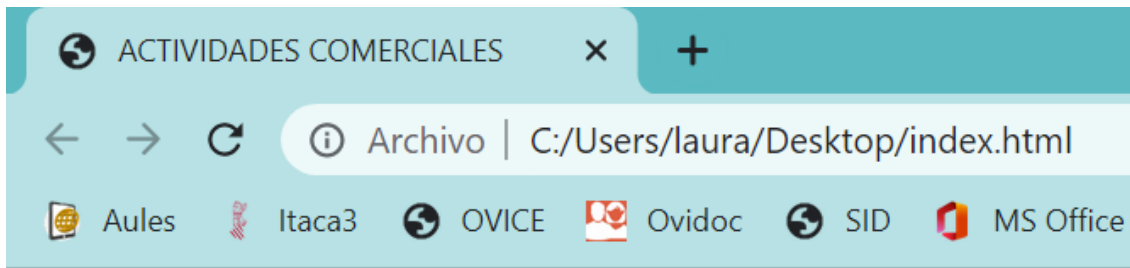 ACTIVIDADES COMERCIALES
Archivo | C:/Users/laura/Desktop/index.html
Aules Itaca3 OVICE Ovidoc SID MS Office